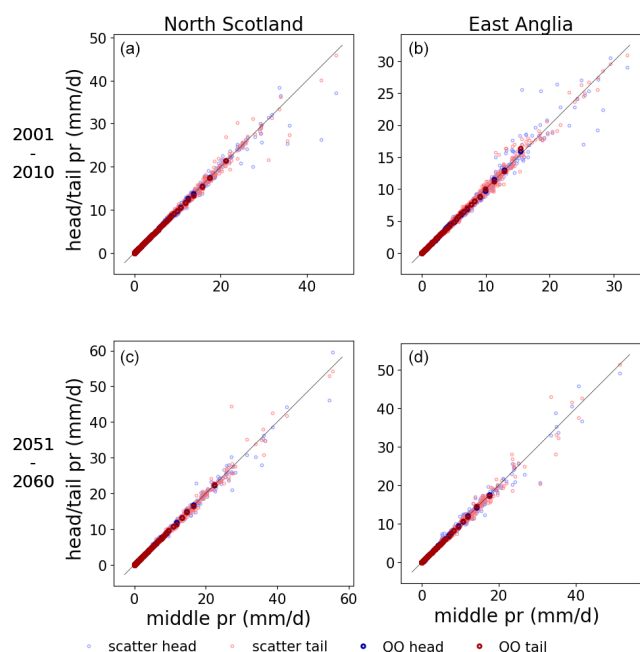 North Scotland East Anglia
(a) (b)
50
40
30
20
10
0
0 20 40
30
25
20
15
10
5
0
0 10 20 30
head/tail pr (mm/d)
2001
-
2010
(c) (d)
60
50
40
30
20
10
0
0 20 40 60
50
40
30
20
10
0
0 20 40
head/tail pr (mm/d)
2051
-
2060
middle pr (mm/d) middle pr (mm/d)
scatter head scatter tail QQ head QQ tail